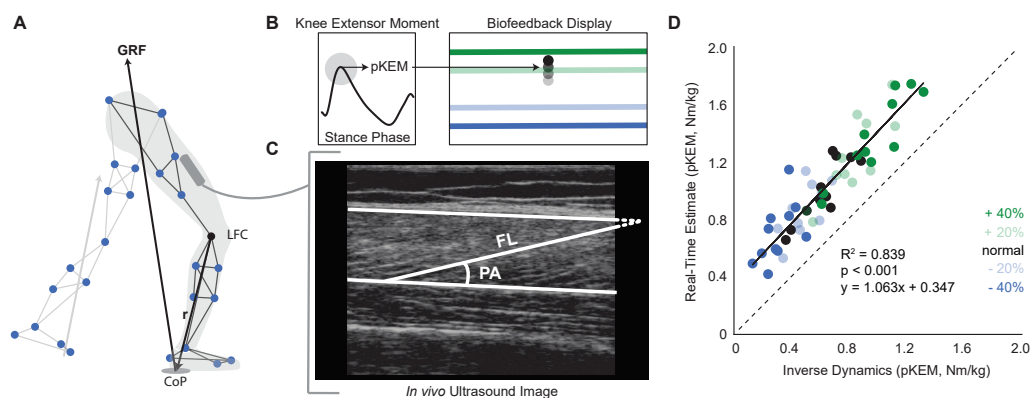 A
GRF
LFC
r
CoP
B
Knee Extensor Moment
pKEM
Stance Phase
Biofeedback Display
C
FL
PA
In vivo Ultrasound Image
D
Real-Time Estimate (pKEM, Nm/kg)
2.0
1.6
1.2
0.8
0.4
0
+ 40%
+ 20%
normal
- 20%
- 40%
R² = 0.839
p < 0.001
y = 1.063x + 0.347
0 0.4 0.8 1.2 1.6 2.0
Inverse Dynamics (pKEM, Nm/kg)